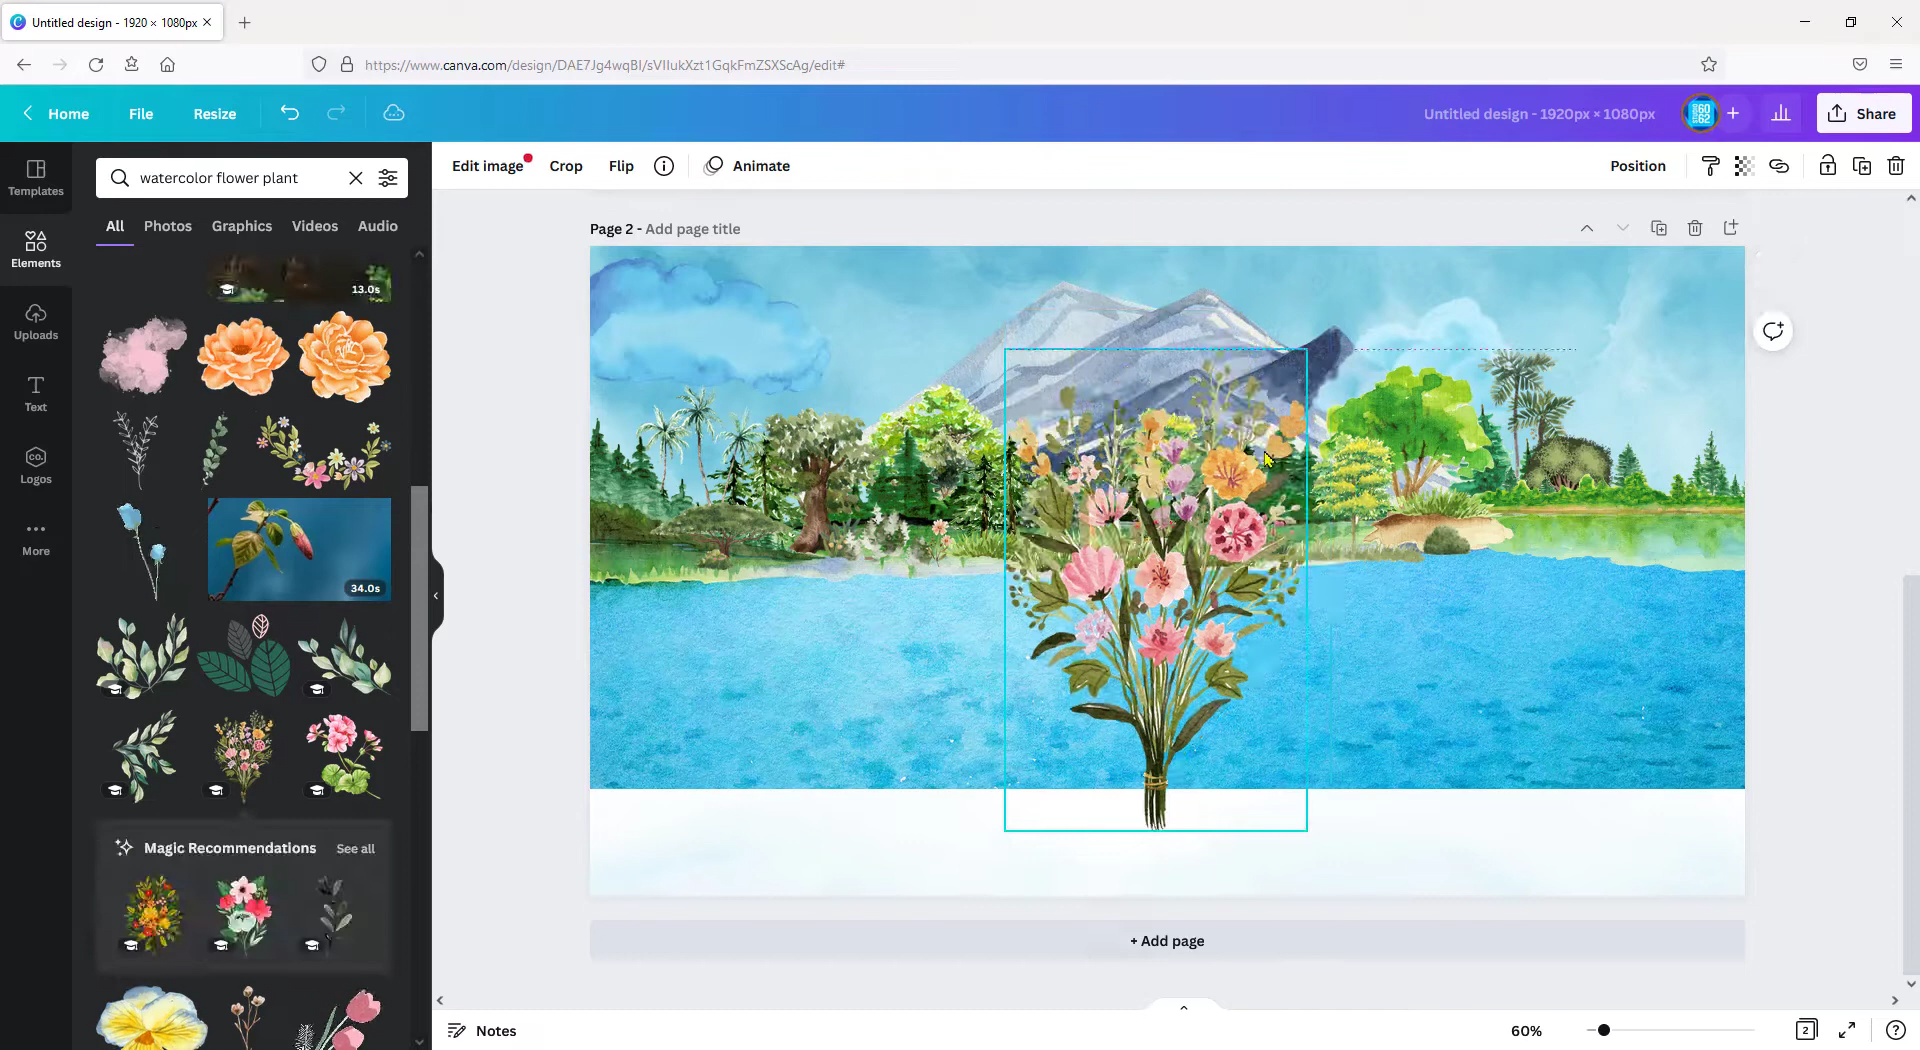 Untitled design - 1920 × 1080px
https://www.canva.com/design/DAE7Jg4wqBI/sVIIukXzt1GqkFmZSXScAg/edit#
Home File Resize Untitled design - 1920px × 1080px Share
Templates
Elements
Uploads
Text
Logos
More
watercolor flower plant
All Photos Graphics Videos Audio
13.0s
34.0s
Magic Recommendations See all
Edit image Crop Flip Animate Position
Page 2 - Add page title
+ Add page
Notes 60% 2